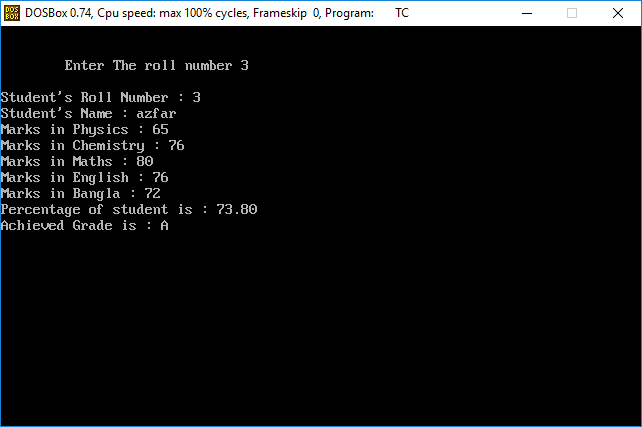 DOS BOX
DOSBox 0.74, Cpu speed: max 100% cycles, Frameskip 0, Program: TC
Enter The roll number 3
Student's Roll Number : 3
Student's Name : azfar
Marks in Physics : 65
Marks in Chemistry : 76
Marks in Maths : 80
Marks in English : 76
Marks in Bangla : 72
Percentage of student is : 73.80
Achieved Grade is : A